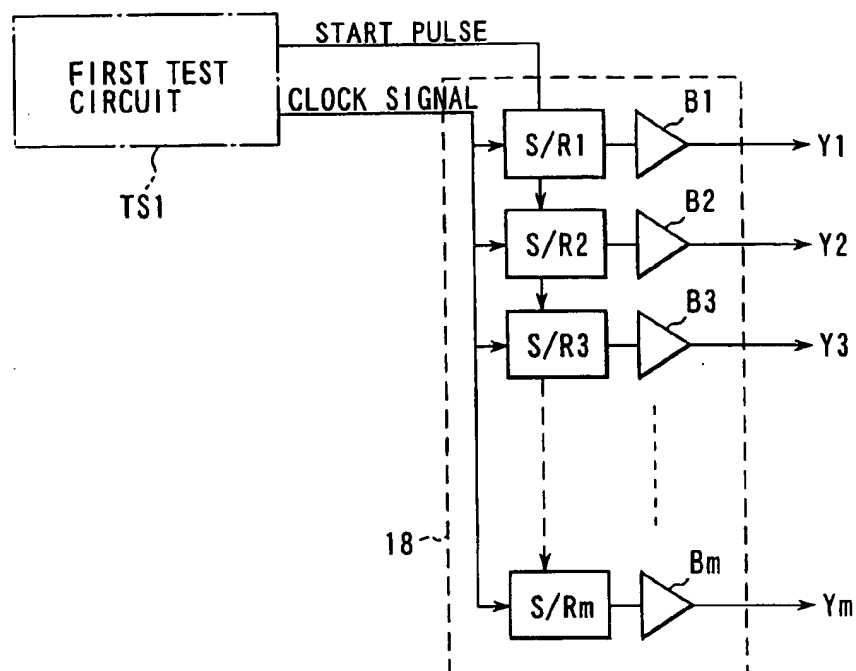 START PULSE
FIRST TEST
CIRCUIT
CLOCK SIGNAL
TS1
S/R1
B1
Y1
S/R2
B2
Y2
S/R3
B3
Y3
18
S/Rm
Bm
Ym